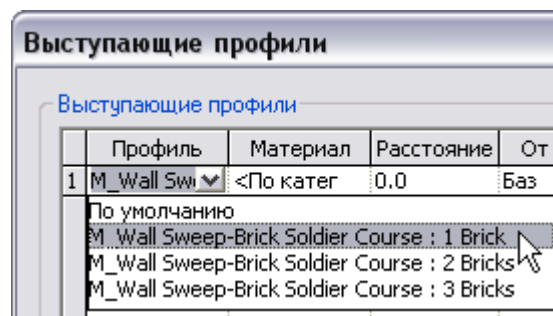 Выступающие профили
Выступающие профили
Профиль Материал Расстояние От
1 M_Wall Sw <По катег 0.0 Баз
По умолчанию
M_Wall Sweep-Brick Soldier Course : 1 Brick
M_Wall Sweep-Brick Soldier Course : 2 Bricks
M_Wall Sweep-Brick Soldier Course : 3 Bricks